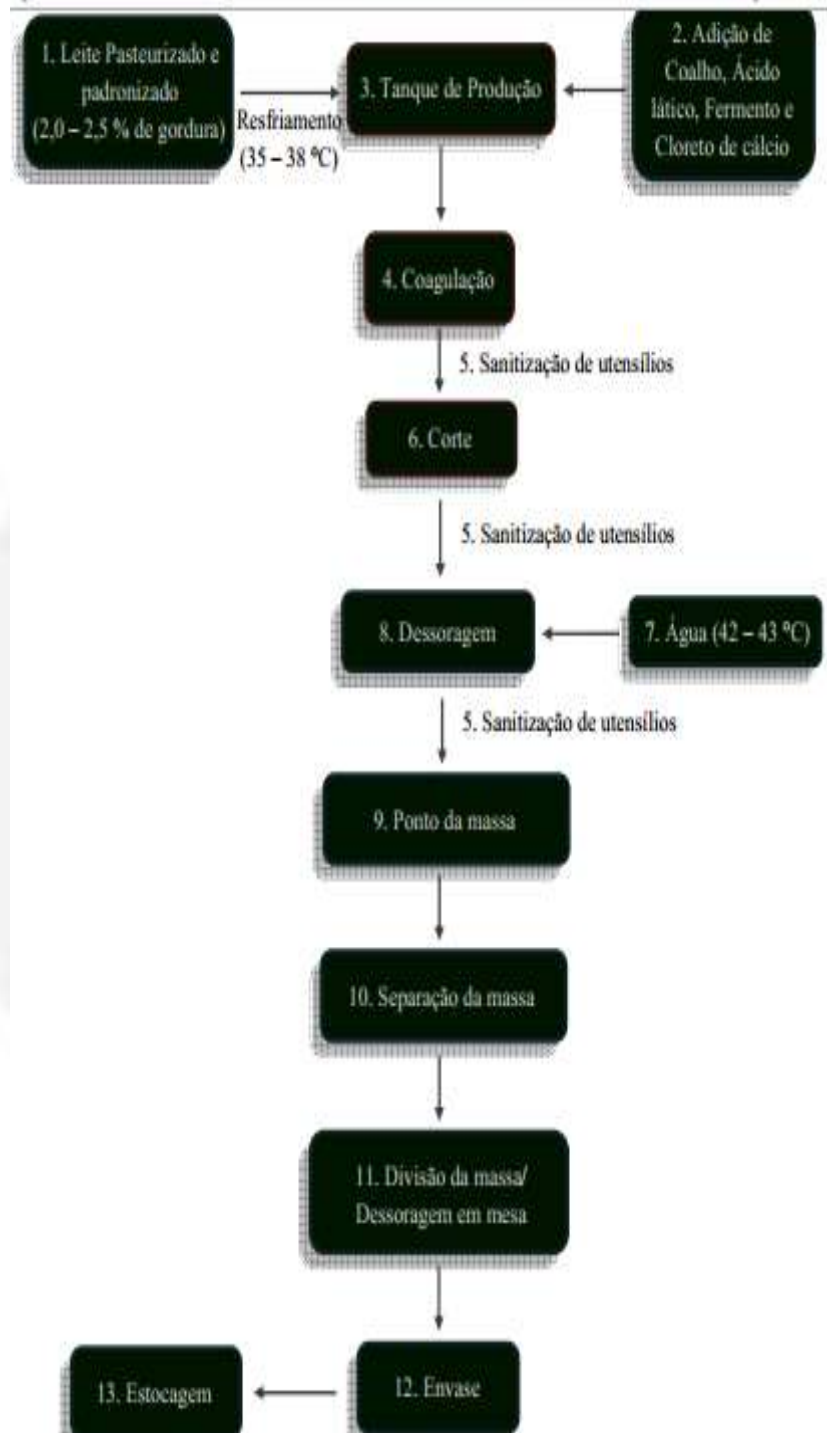 1. Leite Pasteurizado e
padronizado
(2,0 – 2,5 % de gordura)
Resfriamento
(35 – 38 ºC)
3. Tanque de Produção
2. Adição de
Coalho, Ácido
lático, Fermento e
Cloreto de cálcio
4. Coagulação
5. Sanitização de utensílios
6. Corte
5. Sanitização de utensílios
8. Dessoragem
7. Água (42 – 43 ºC)
5. Sanitização de utensílios
9. Ponto da massa
10. Separação da massa
11. Divisão da massa/
Dessoragem em mesa
12. Envase
13. Estocagem